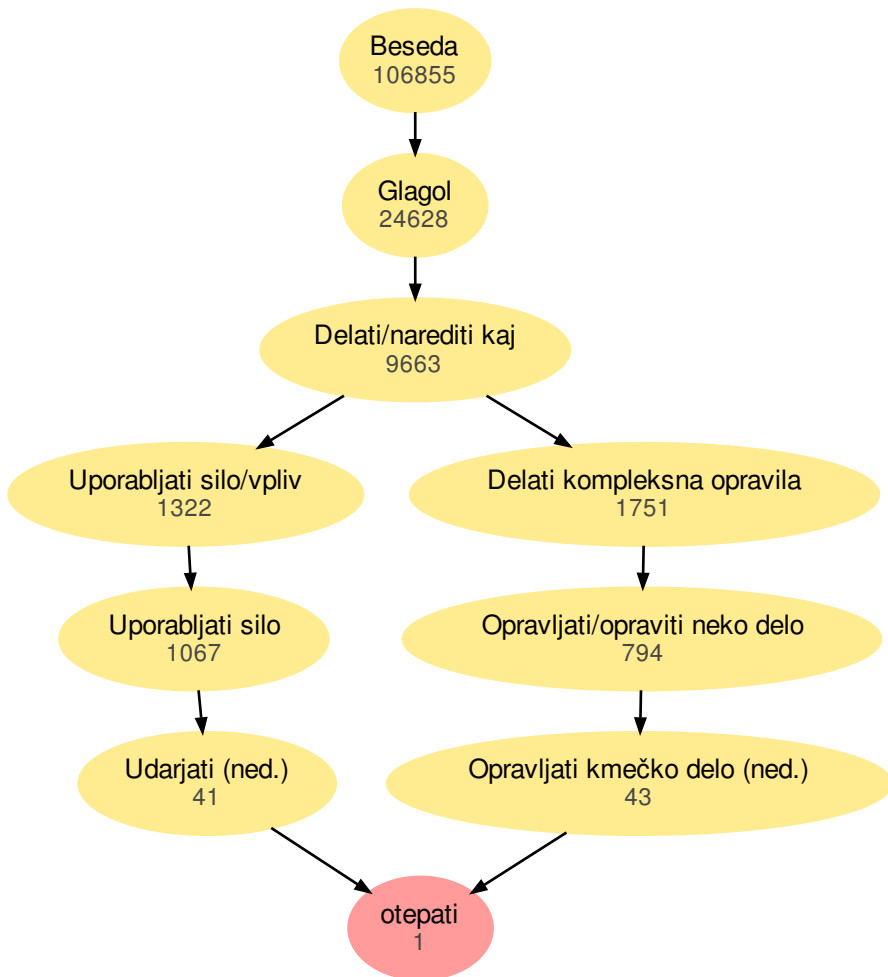 Beseda
106855
Glagol
24628
Delati/narediti kaj
9663
Uporabljati silo/vpliv
1322
Delati kompleksna opravila
1751
Uporabljati silo
1067
Opravljati/opraviti neko delo
794
Udarjati (ned.)
41
Opravljati kmečko delo (ned.)
43
otepati
1